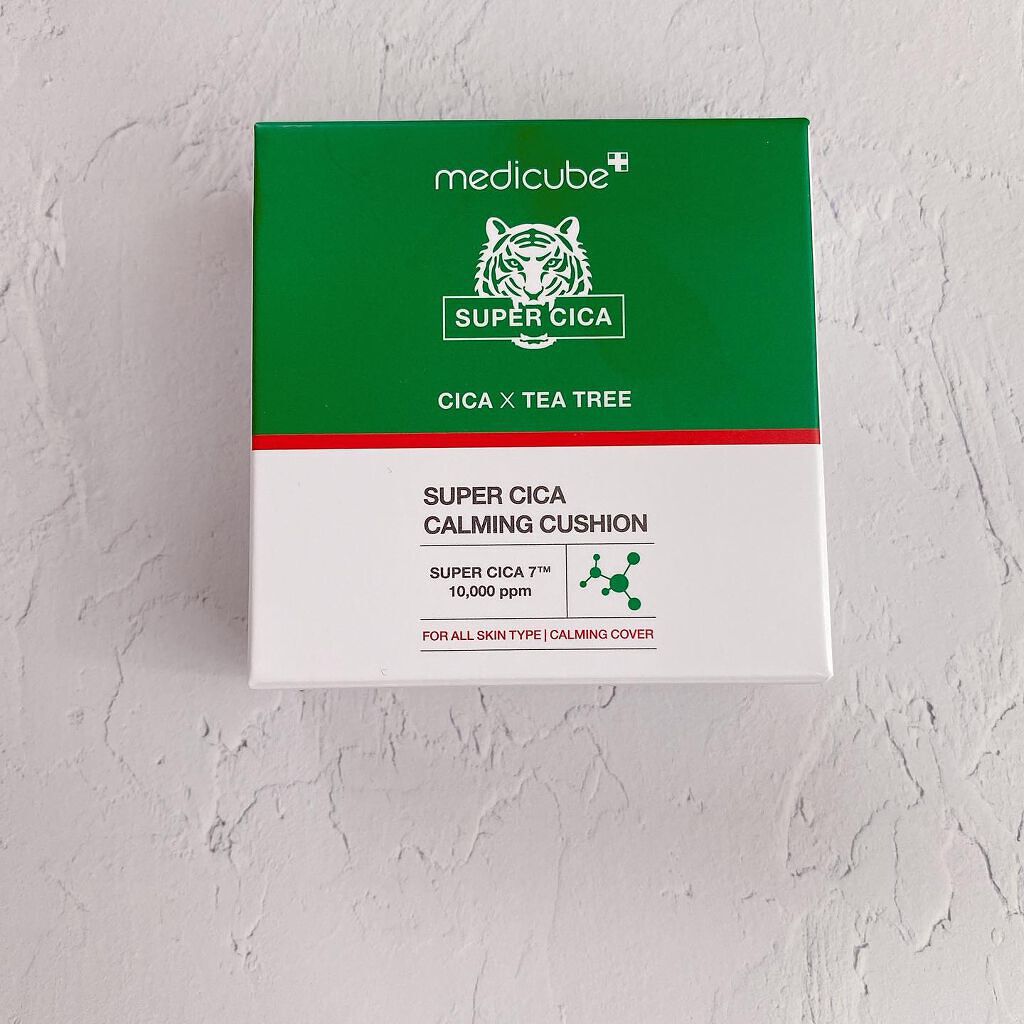 medicube
SUPER CICA
CICA X TEA TREE
SUPER CICA
CALMING CUSHION
SUPER CICA 7™
10,000 ppm
FOR ALL SKIN TYPE | CALMING COVER